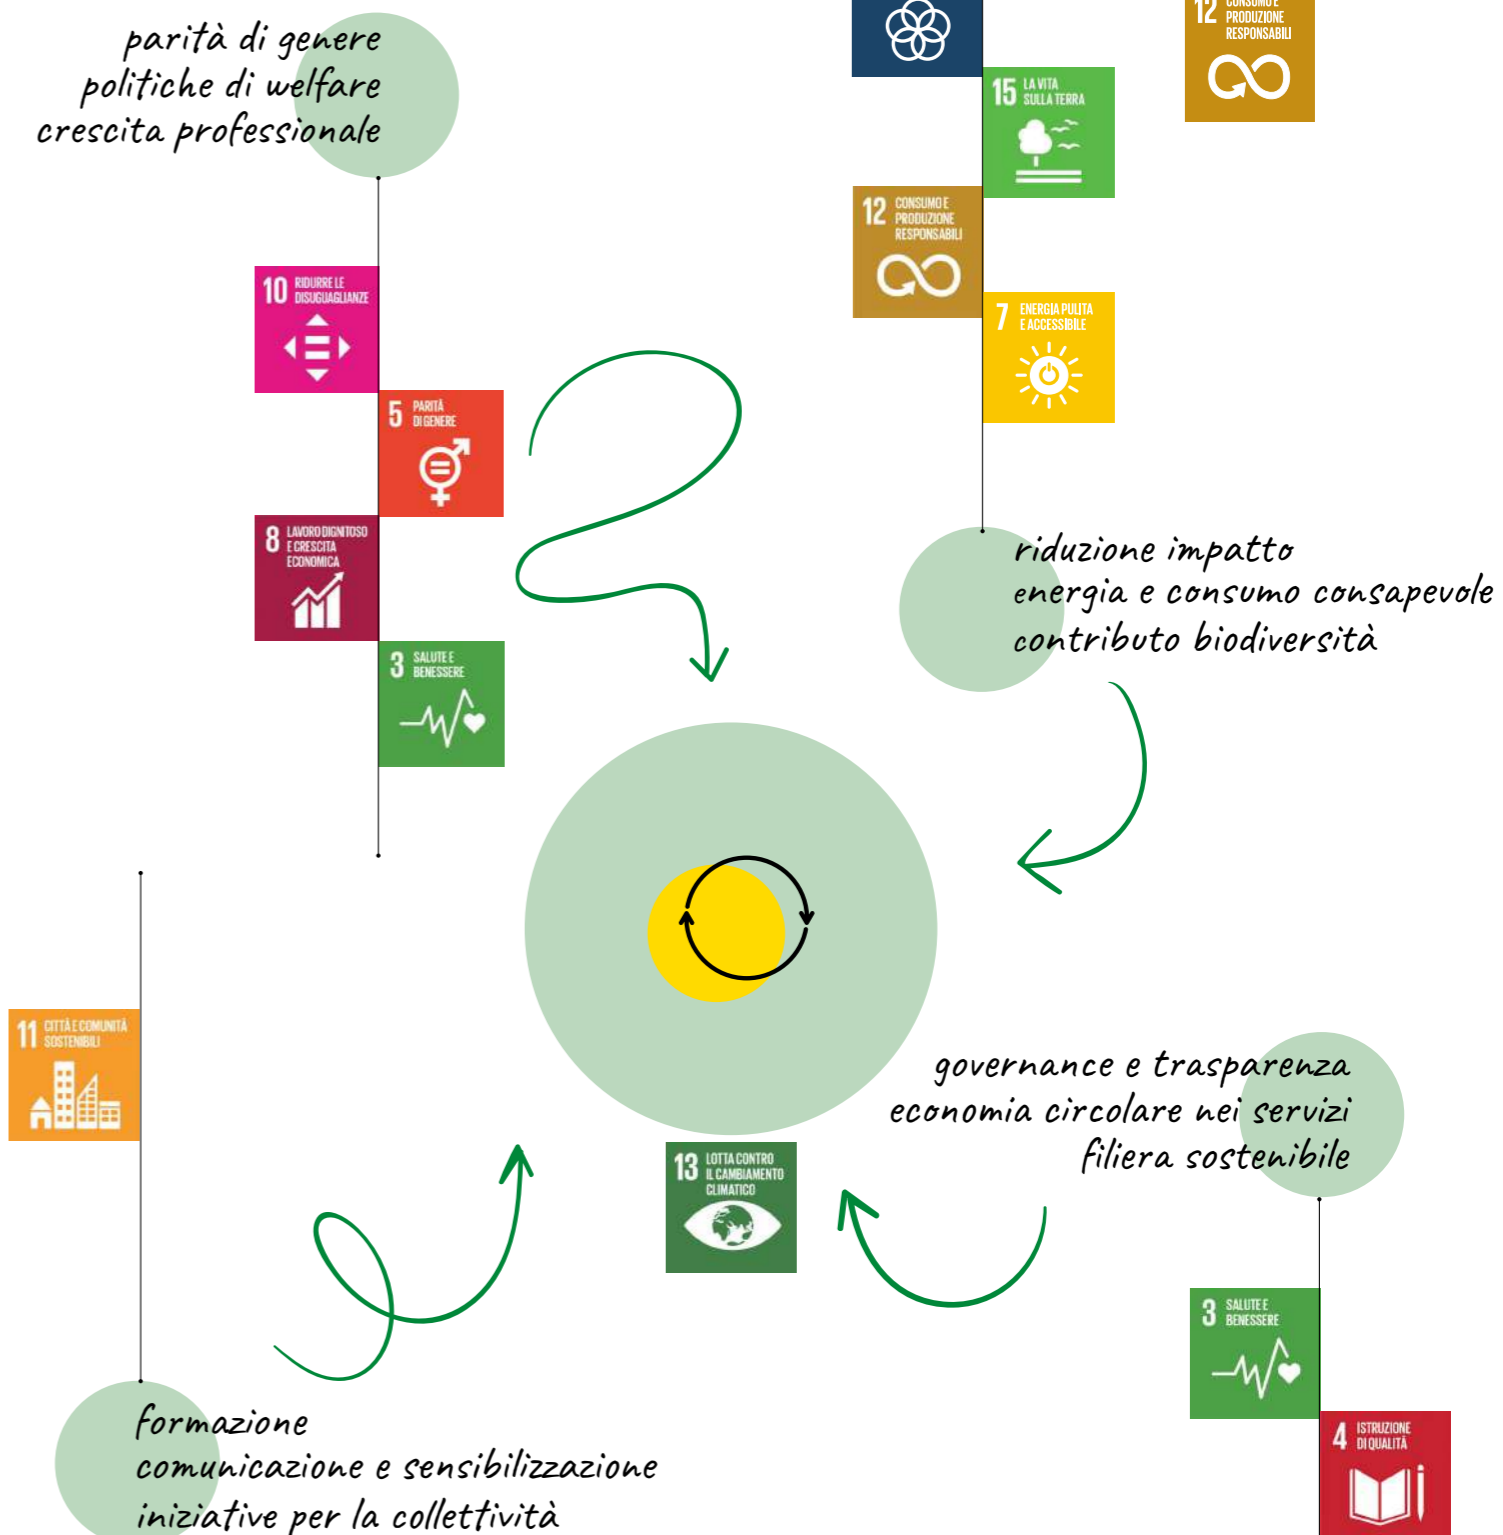 parità di genere
politiche di welfare
crescita professionale
12 CONSUMO E
PRODUZIONE
RESPONSABILI
15 LA VITA
SULLA TERRA
12 CONSUMO E
PRODUZIONE
RESPONSABILI
7 ENERGIA PULITA
E ACCESSIBILE
10 RIDURRE LE
DISUGUAGLIANZE
5 PARITÀ
DI GENERE
8 LAVORO DIGNITOSO
E CRESCITA
ECONOMICA
3 SALUTE E
BENESSERE
riduzione impatto
energia e consumo consapevole
contributo biodiversità
11 CITTÀ E COMUNITÀ
SOSTENIBILI
governance e trasparenza
economia circolare nei servizi
filiera sostenibile
13 LOTTA CONTRO
IL CAMBIAMENTO
CLIMATICO
3 SALUTE E
BENESSERE
4 ISTRUZIONE
DI QUALITÀ
formazione
comunicazione e sensibilizzazione
iniziative per la collettività